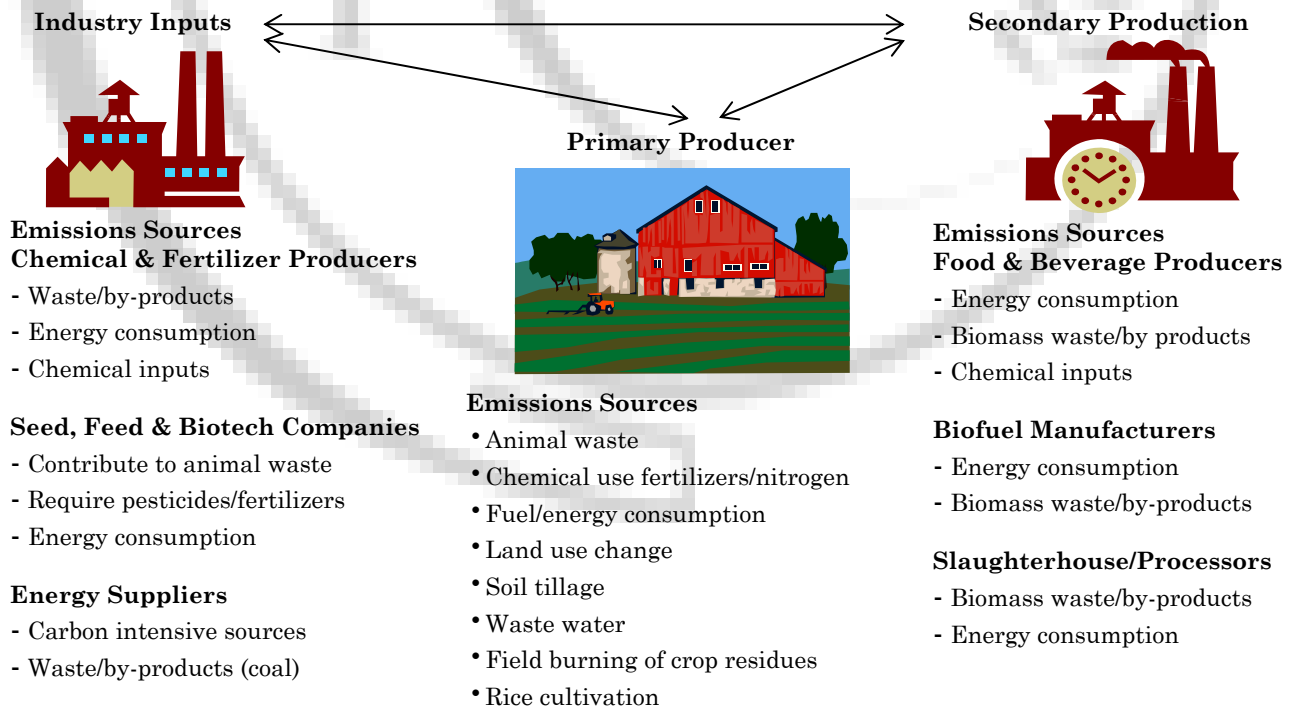 Industry Inputs
Secondary Production
Primary Producer
Emissions Sources
Chemical & Fertilizer Producers
- Waste/by-products
- Energy consumption
- Chemical inputs
Seed, Feed & Biotech Companies
- Contribute to animal waste
- Require pesticides/fertilizers
- Energy consumption
Energy Suppliers
- Carbon intensive sources
- Waste/by-products (coal)
Emissions Sources
• Animal waste
• Chemical use fertilizers/nitrogen
• Fuel/energy consumption
• Land use change
• Soil tillage
• Waste water
• Field burning of crop residues
• Rice cultivation
Emissions Sources
Food & Beverage Producers
- Energy consumption
- Biomass waste/by products
- Chemical inputs
Biofuel Manufacturers
- Energy consumption
- Biomass waste/by-products
Slaughterhouse/Processors
- Biomass waste/by-products
- Energy consumption